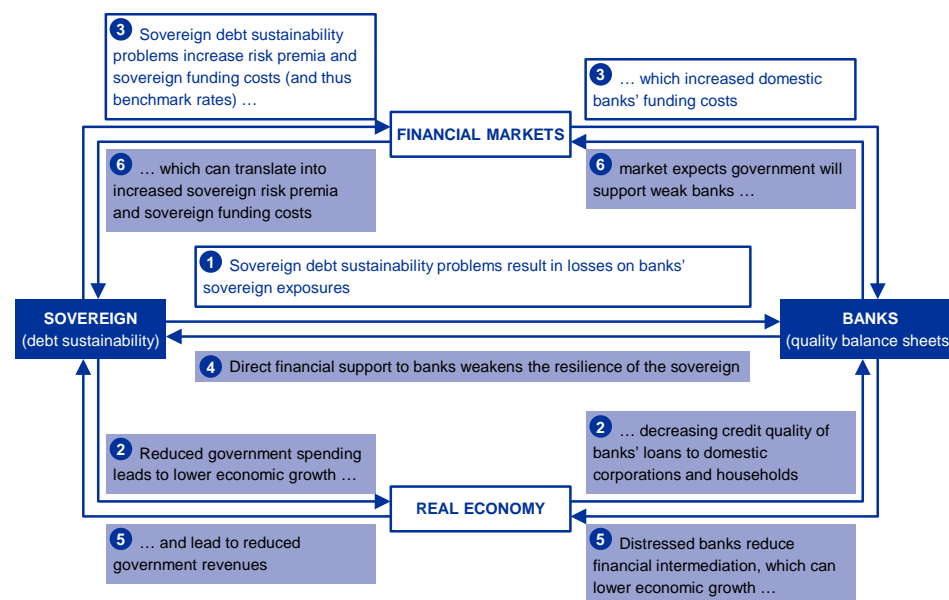 3 Sovereign debt sustainability
problems increase risk premia and
sovereign funding costs (and thus
benchmark rates) …
3 … which increased domestic
banks’ funding costs
FINANCIAL MARKETS
6 … which can translate into
increased sovereign risk premia
and sovereign funding costs
6 market expects government will
support weak banks …
1 Sovereign debt sustainability problems result in losses on banks’
sovereign exposures
SOVEREIGN
(debt sustainability)
BANKS
(quality balance sheets
4 Direct financial support to banks weakens the resilience of the sovereign
2 Reduced government spending
leads to lower economic growth …
2 … decreasing credit quality of
banks’ loans to domestic
corporations and households
REAL ECONOMY
5 … and lead to reduced
government revenues
5 Distressed banks reduce
financial intermediation, which can
lower economic growth …